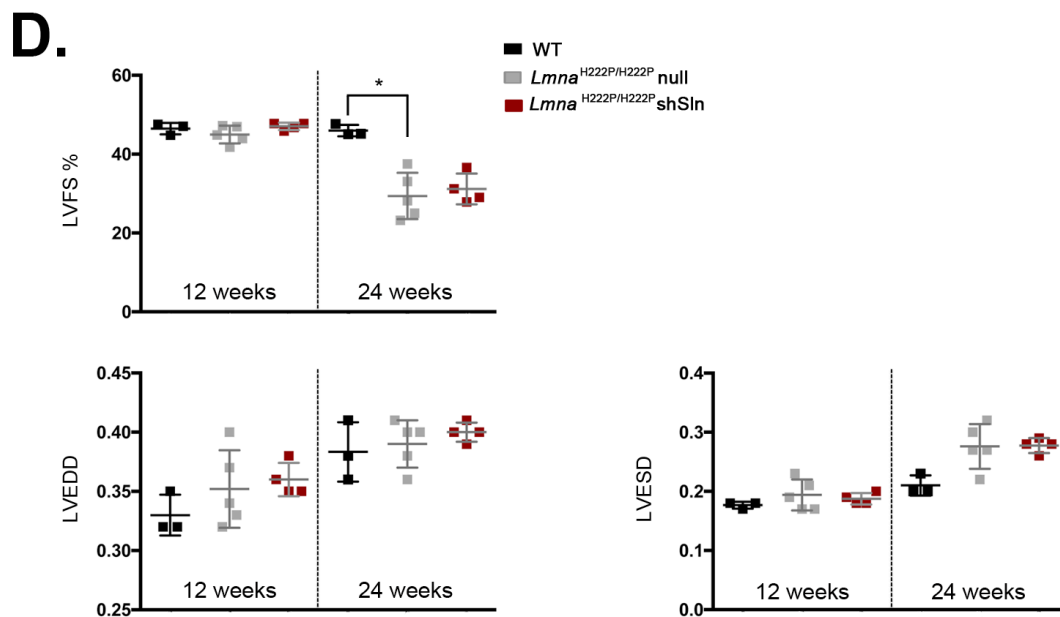 D.
WT
Lmna H222P/H222P null
Lmna H222P/H222P shSln
LVFS %
60
40
20
0
*
12 weeks
24 weeks
LVEDD
0.45
0.40
0.35
0.30
0.25
12 weeks
24 weeks
LVESD
0.4
0.3
0.2
0.1
0.0
12 weeks
24 weeks